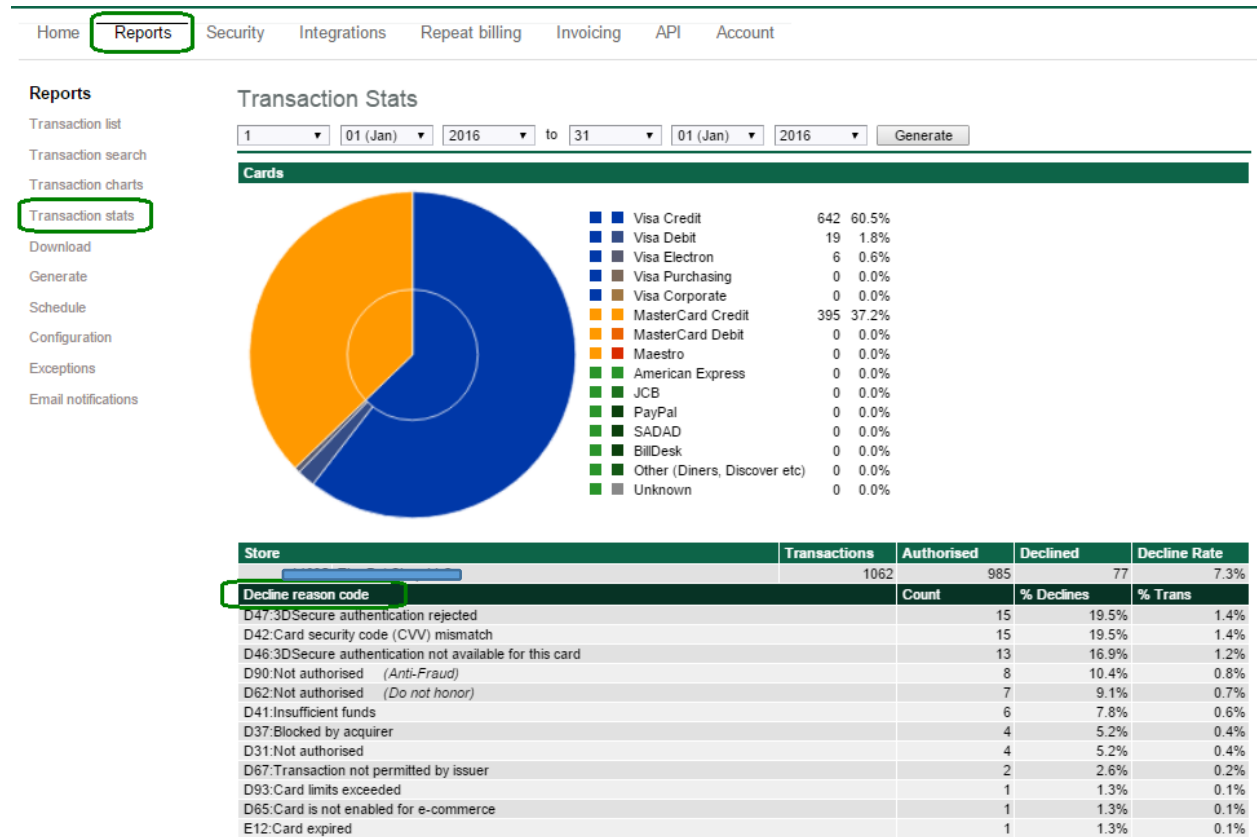 Home Reports Security Integrations Repeat billing Invoicing API Account
Reports
Transaction list
Transaction search
Transaction charts
Transaction stats
Download
Generate
Schedule
Configuration
Exceptions
Email notifications
Transaction Stats
1 01 (Jan) 2016 to 31 01 (Jan) 2016 Generate
Cards
Visa Credit 642 60.5%
Visa Debit 19 1.8%
Visa Electron 6 0.6%
Visa Purchasing 0 0.0%
Visa Corporate 0 0.0%
MasterCard Credit 395 37.2%
MasterCard Debit 0 0.0%
Maestro 0 0.0%
American Express 0 0.0%
JCB 0 0.0%
PayPal 0 0.0%
SADAD 0 0.0%
BillDesk 0 0.0%
Other (Diners, Discover etc) 0 0.0%
Unknown 0 0.0%
Store Transactions Authorised Declined Decline Rate
1062 985 77 7.3%
Decline reason code Count % Declines % Trans
D47:3DSecure authentication rejected 15 19.5% 1.4%
D42:Card security code (CVV) mismatch 15 19.5% 1.4%
D46:3DSecure authentication not available for this card 13 16.9% 1.2%
D90:Not authorised (Anti-Fraud) 8 10.4% 0.8%
D62:Not authorised (Do not honor) 7 9.1% 0.7%
D41:Insufficient funds 6 7.8% 0.6%
D37:Blocked by acquirer 4 5.2% 0.4%
D31:Not authorised 4 5.2% 0.4%
D67:Transaction not permitted by issuer 2 2.6% 0.2%
D93:Card limits exceeded 1 1.3% 0.1%
D65:Card is not enabled for e-commerce 1 1.3% 0.1%
E12:Card expired 1 1.3% 0.1%